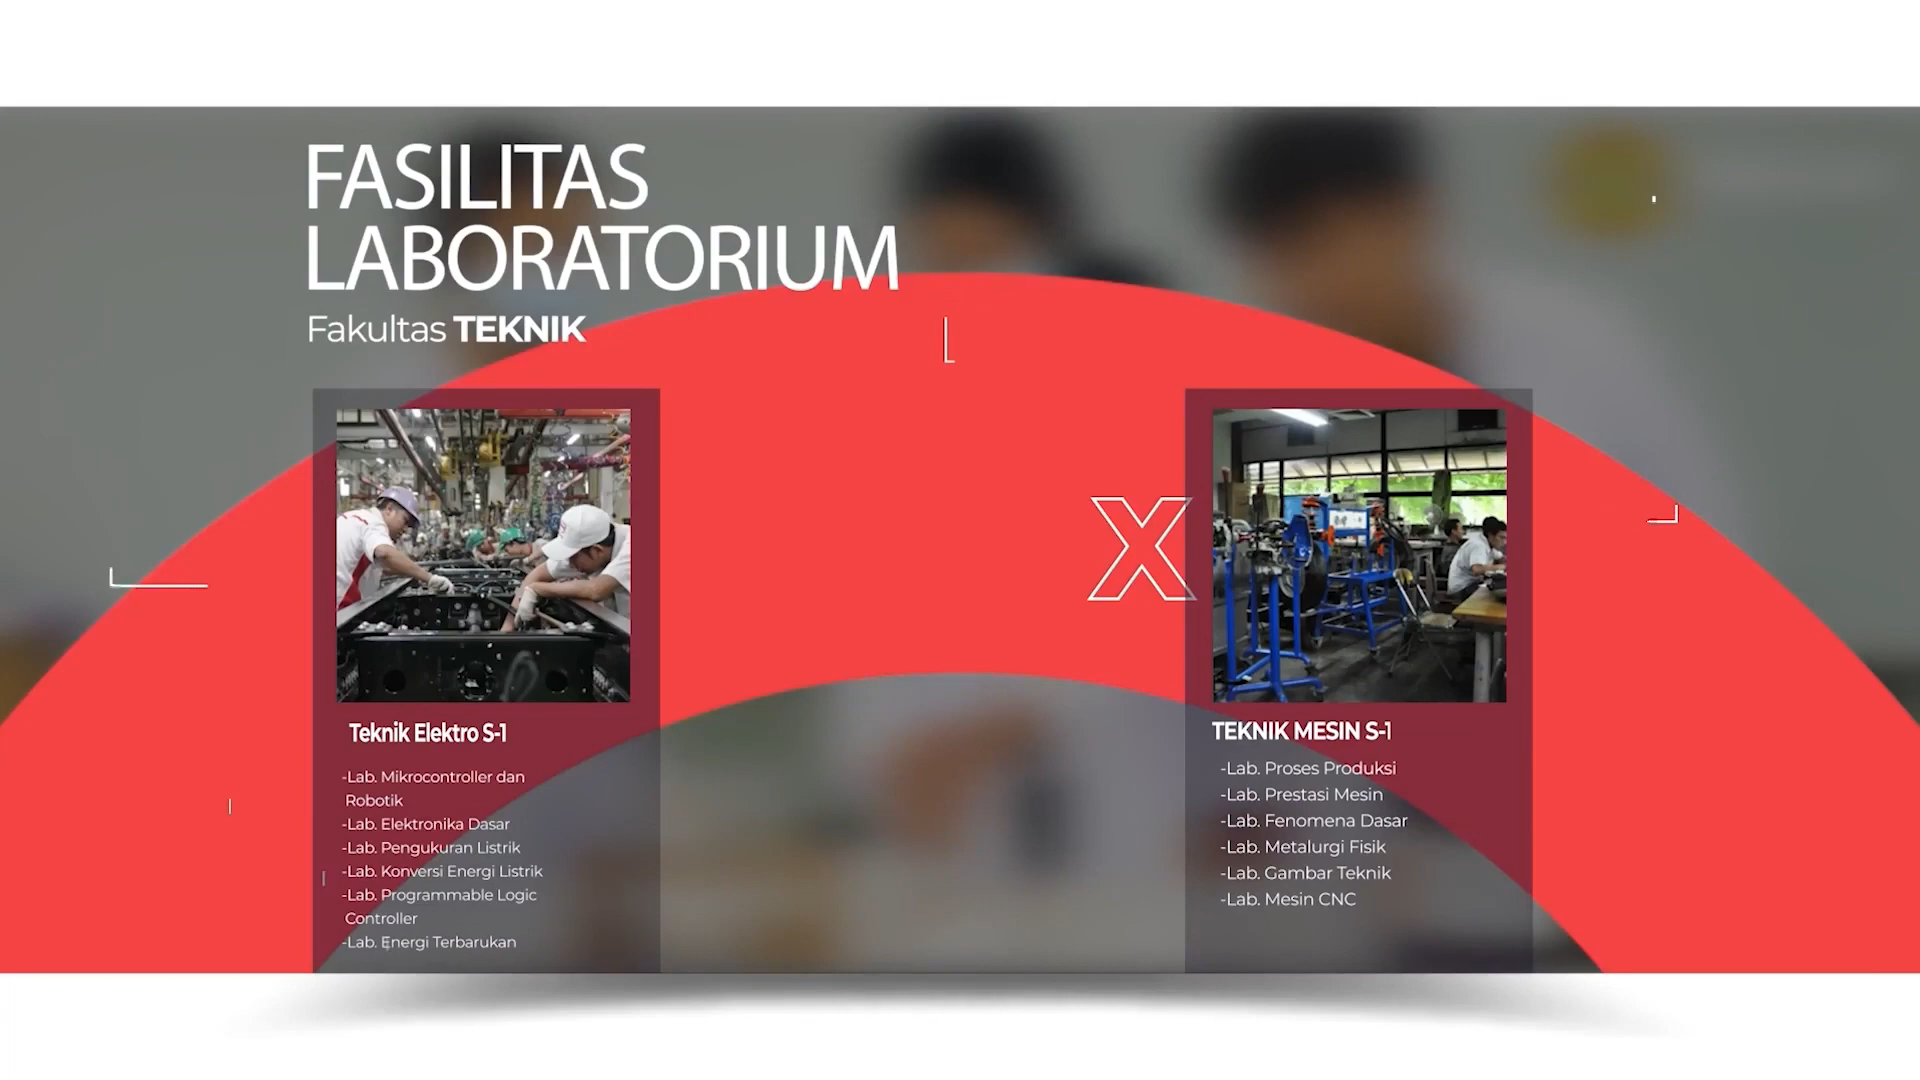 FASILITAS
LABORATORIUM
Fakultas TEKNIK
X
Teknik Elektro S-1
-Lab. Mikrocontroller dan
Robotik
-Lab. Elektronika Dasar
-Lab. Pengukuran Listrik
-Lab. Konversi Energi Listrik
-Lab. Programmable Logic
Controller
-Lab. Energi Terbarukan
TEKNIK MESIN S-1
-Lab. Proses Produksi
-Lab. Prestasi Mesin
-Lab. Fenomena Dasar
-Lab. Metalurgi Fisik
-Lab. Gambar Teknik
-Lab. Mesin CNC